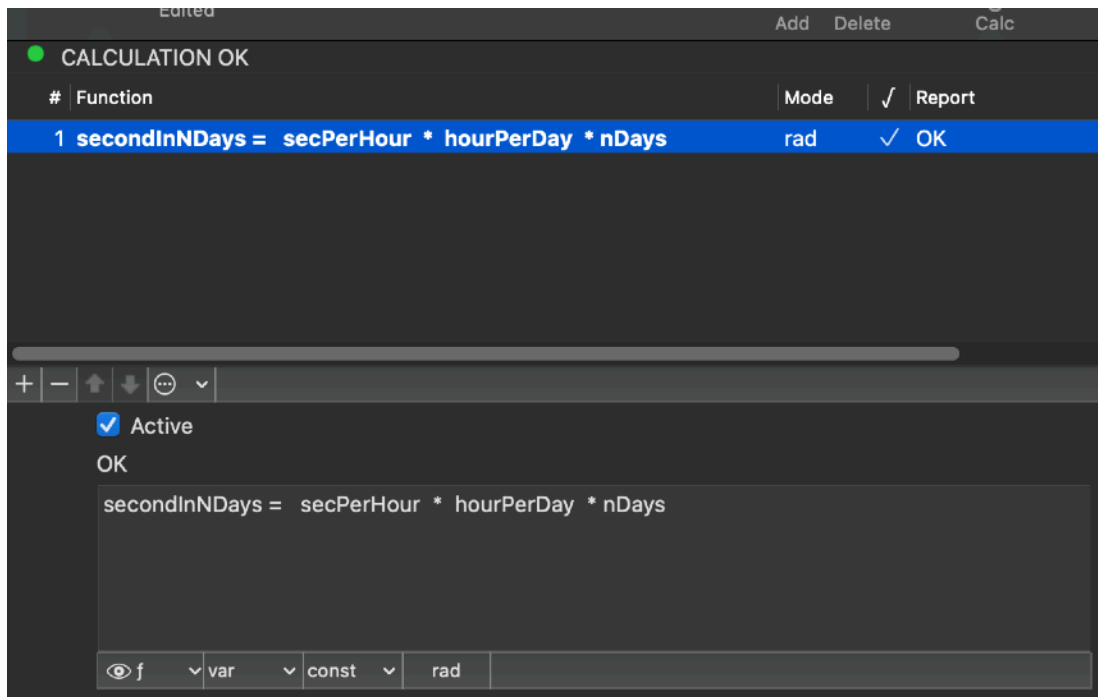 Edited
Add Delete Calc
CALCULATION OK
# Function Mode √ Report
1 secondInNDays = secPerHour * hourPerDay * nDays rad ✓ OK
Active
OK
secondInNDays = secPerHour * hourPerDay * nDays
f var const rad